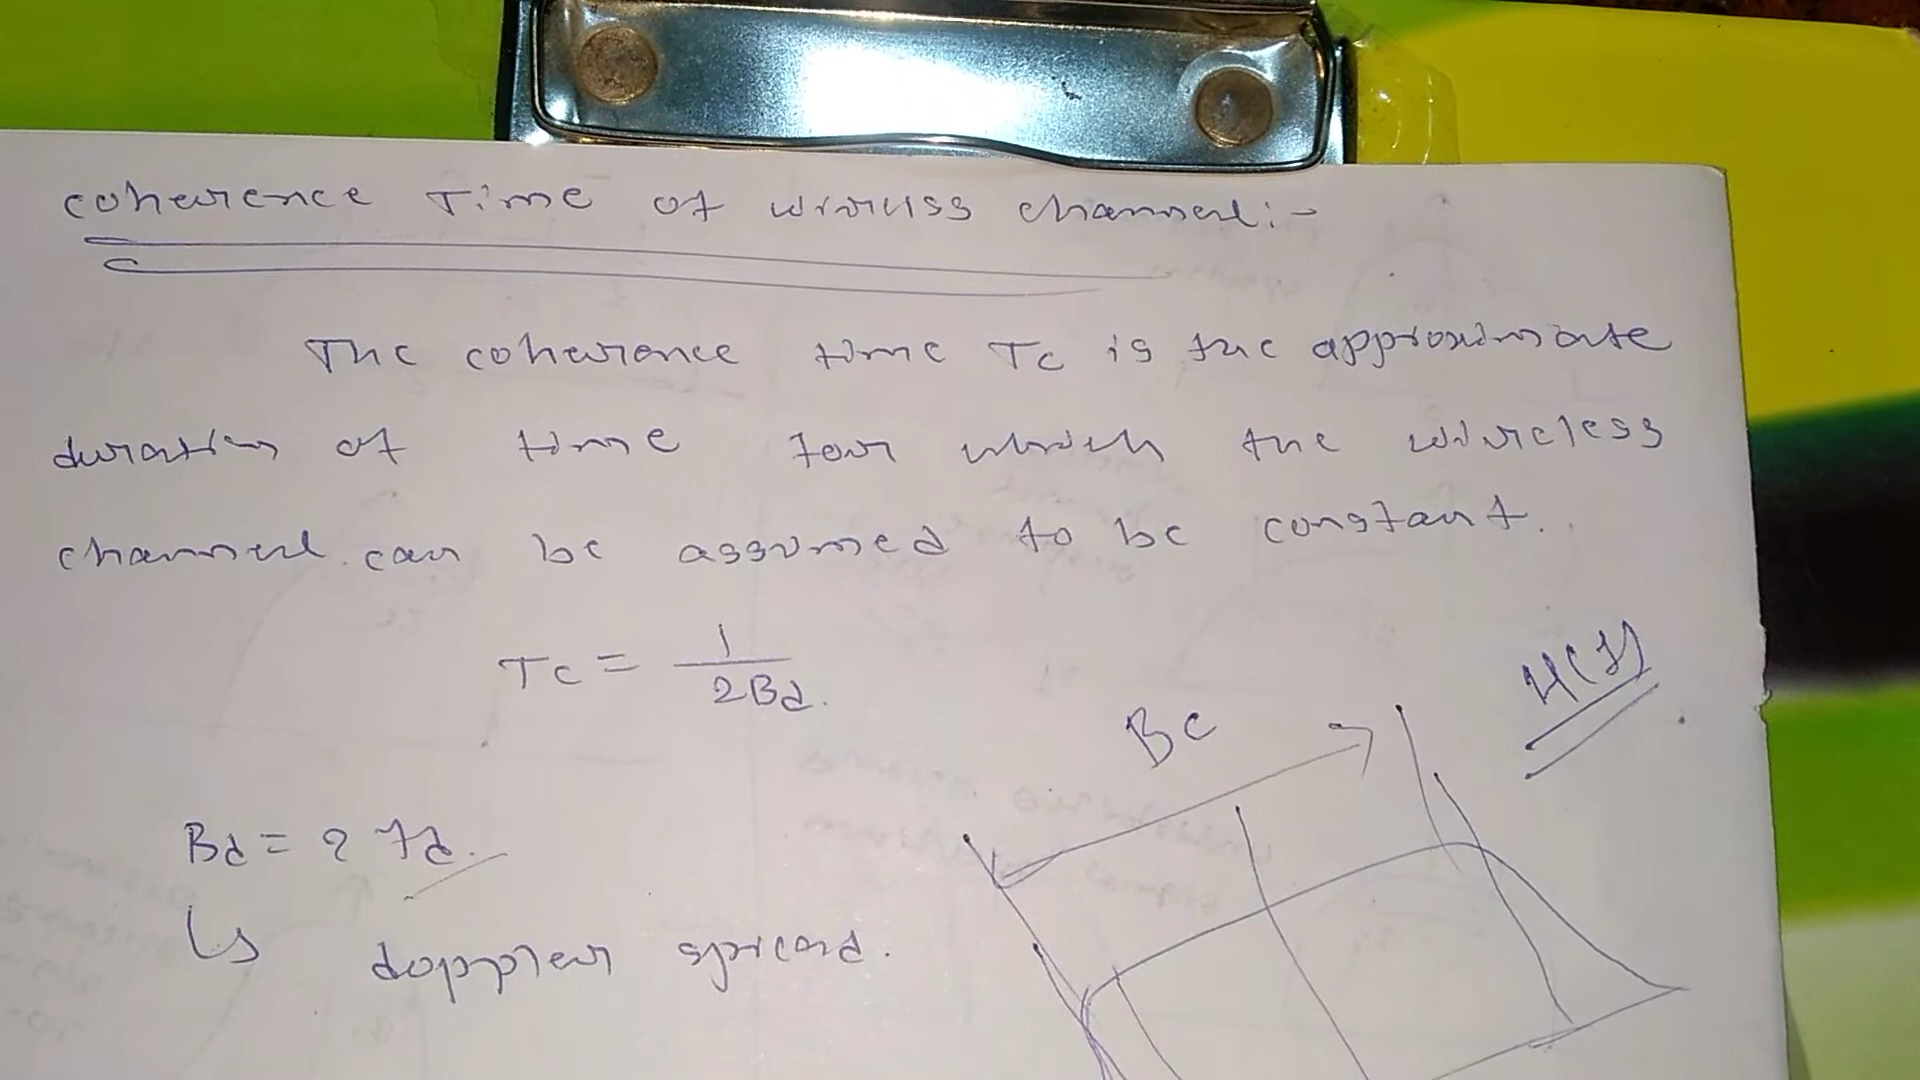 coherence Time of wireless channel:-
The coherence time Tc is the approximate
duration of time for which the wireless
channel can be assumed to be constant.
Tc = 1/2Bd.
H(f)
Bc
Bd = 2 fd.
↳ doppler spread.